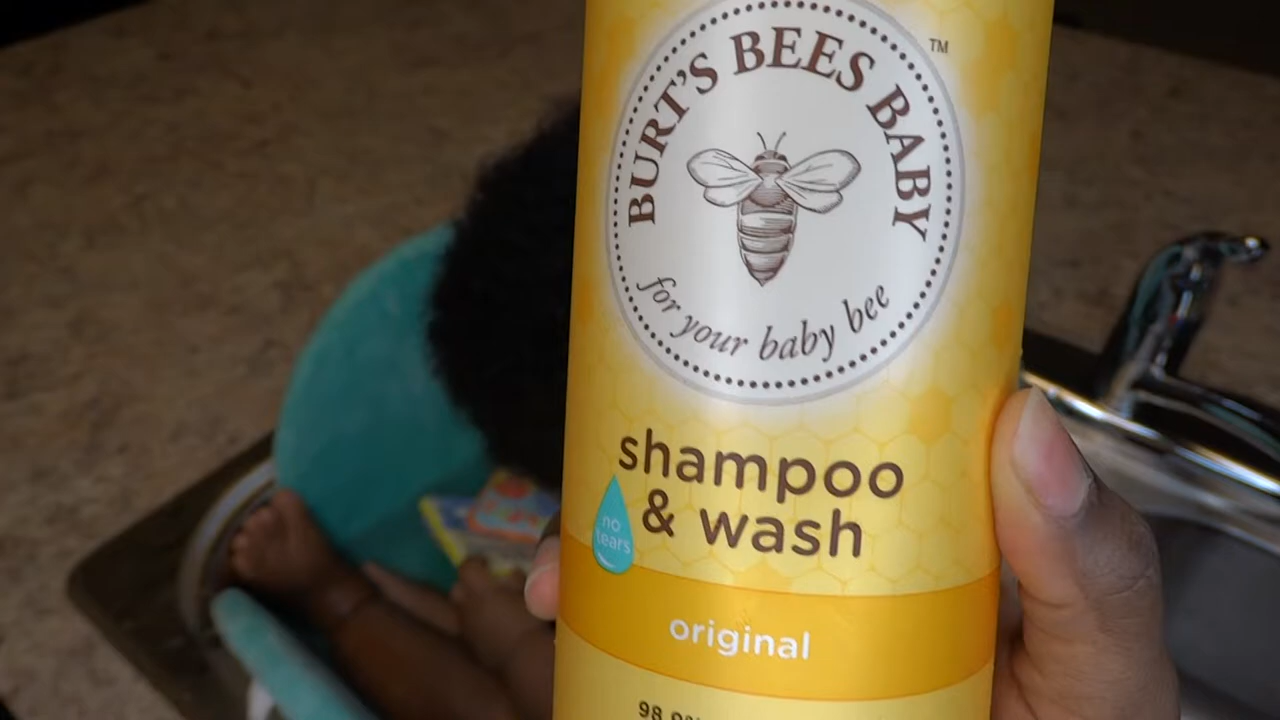 BURT'S BEES BABY
™
for your baby bee
shampoo
& wash
no
tears
original